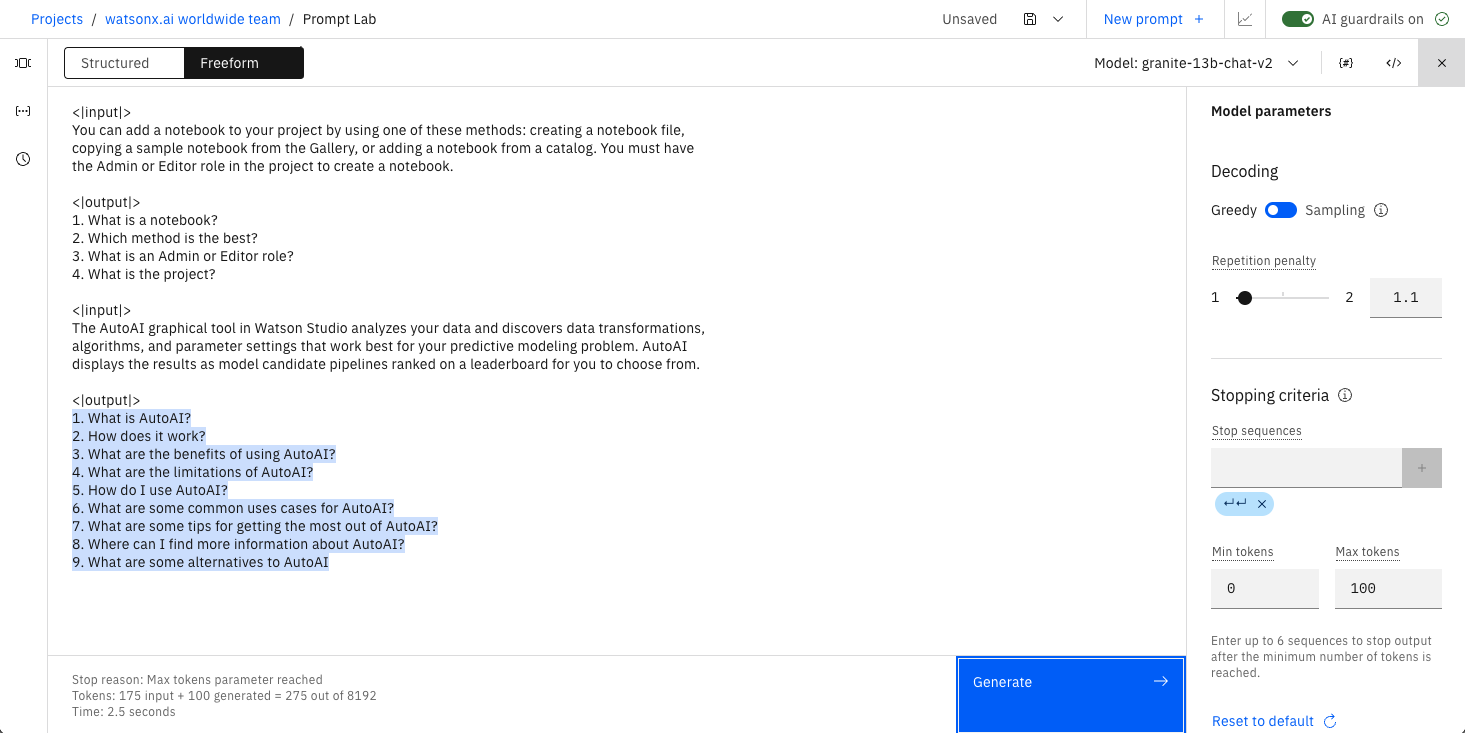 Projects / watsonx.ai worldwide team / Prompt Lab
Unsaved
New prompt +
AI guardrails on
Structured
Freeform
Model: granite-13b-chat-v2
{#}
</>
<|input|>
You can add a notebook to your project by using one of these methods: creating a notebook file,
copying a sample notebook from the Gallery, or adding a notebook from a catalog. You must have
the Admin or Editor role in the project to create a notebook.
<|output|>
1. What is a notebook?
2. Which method is the best?
3. What is an Admin or Editor role?
4. What is the project?
<|input|>
The AutoAI graphical tool in Watson Studio analyzes your data and discovers data transformations,
algorithms, and parameter settings that work best for your predictive modeling problem. AutoAI
displays the results as model candidate pipelines ranked on a leaderboard for you to choose from.
<|output|>
1. What is AutoAI?
2. How does it work?
3. What are the benefits of using AutoAI?
4. What are the limitations of AutoAI?
5. How do I use AutoAI?
6. What are some common uses cases for AutoAI?
7. What are some tips for getting the most out of AutoAI?
8. Where can I find more information about AutoAI?
9. What are some alternatives to AutoAI
Stop reason: Max tokens parameter reached
Tokens: 175 input + 100 generated = 275 out of 8192
Time: 2.5 seconds
Generate
Model parameters
Decoding
Greedy
Sampling
Repetition penalty
1
2
1.1
Stopping criteria
Stop sequences
+
↵↵ ×
Min tokens
Max tokens
0
100
Enter up to 6 sequences to stop output
after the minimum number of tokens is
reached.
Reset to default